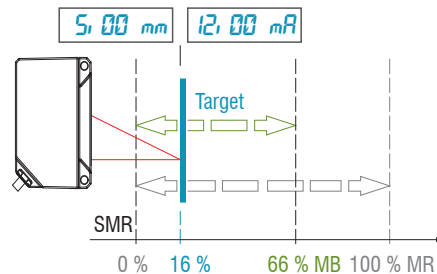 5,00 mm 12,00 mA
Target
SMR
0 % 16 % 66 % MB 100 % MR